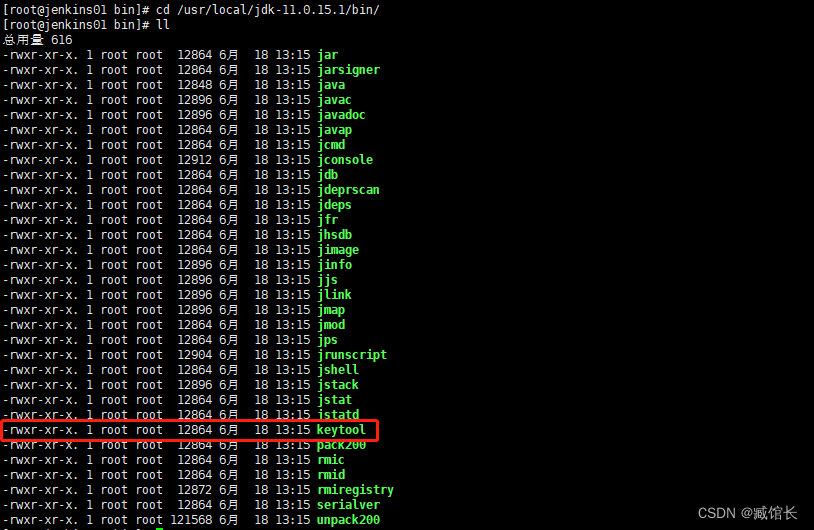 [root@jenkins01 bin]# cd /usr/local/jdk-11.0.15.1/bin/
[root@jenkins01 bin]# ll
总用量 616
-rwxr-xr-x. 1 root root  12864 6月  18 13:15 jar
-rwxr-xr-x. 1 root root  12864 6月  18 13:15 jarsigner
-rwxr-xr-x. 1 root root  12848 6月  18 13:15 java
-rwxr-xr-x. 1 root root  12896 6月  18 13:15 javac
-rwxr-xr-x. 1 root root  12896 6月  18 13:15 javadoc
-rwxr-xr-x. 1 root root  12864 6月  18 13:15 javap
-rwxr-xr-x. 1 root root  12864 6月  18 13:15 jcmd
-rwxr-xr-x. 1 root root  12912 6月  18 13:15 jconsole
-rwxr-xr-x. 1 root root  12864 6月  18 13:15 jdb
-rwxr-xr-x. 1 root root  12864 6月  18 13:15 jdeprscan
-rwxr-xr-x. 1 root root  12864 6月  18 13:15 jdeps
-rwxr-xr-x. 1 root root  12864 6月  18 13:15 jfr
-rwxr-xr-x. 1 root root  12864 6月  18 13:15 jhsdb
-rwxr-xr-x. 1 root root  12864 6月  18 13:15 jimage
-rwxr-xr-x. 1 root root  12896 6月  18 13:15 jinfo
-rwxr-xr-x. 1 root root  12896 6月  18 13:15 jjs
-rwxr-xr-x. 1 root root  12896 6月  18 13:15 jlink
-rwxr-xr-x. 1 root root  12896 6月  18 13:15 jmap
-rwxr-xr-x. 1 root root  12864 6月  18 13:15 jmod
-rwxr-xr-x. 1 root root  12864 6月  18 13:15 jps
-rwxr-xr-x. 1 root root  12904 6月  18 13:15 jrunscript
-rwxr-xr-x. 1 root root  12864 6月  18 13:15 jshell
-rwxr-xr-x. 1 root root  12896 6月  18 13:15 jstack
-rwxr-xr-x. 1 root root  12864 6月  18 13:15 jstat
-rwxr-xr-x. 1 root root  12864 6月  18 13:15 jstatd
-rwxr-xr-x. 1 root root  12864 6月  18 13:15 keytool
-rwxr-xr-x. 1 root root  12864 6月  18 13:15 pack200
-rwxr-xr-x. 1 root root  12864 6月  18 13:15 rmic
-rwxr-xr-x. 1 root root  12864 6月  18 13:15 rmid
-rwxr-xr-x. 1 root root  12872 6月  18 13:15 rmiregistry
-rwxr-xr-x. 1 root root  12864 6月  18 13:15 serialver
-rwxr-xr-x. 1 root root 121568 6月  18 13:15 unpack200
CSDN @臧馆长